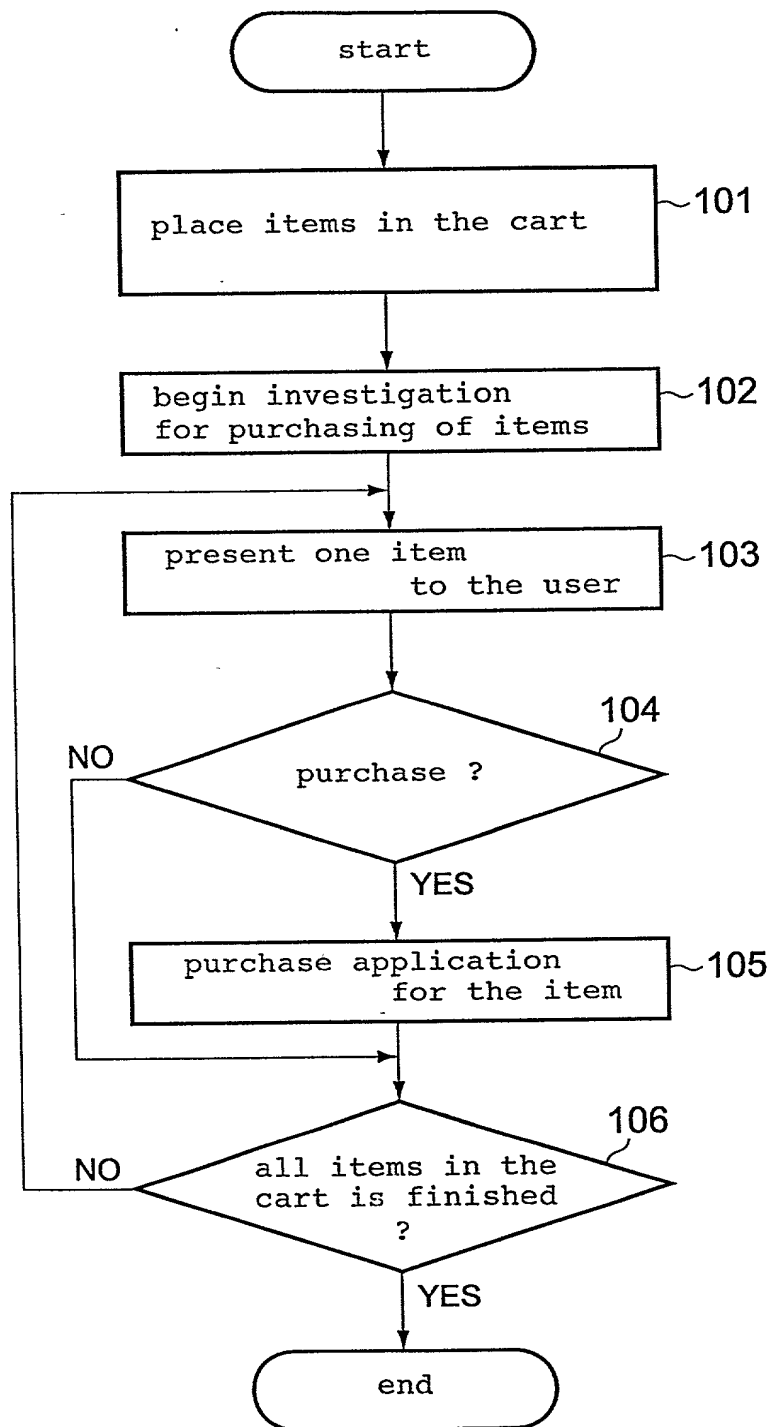 start
place items in the cart
101
begin investigation
for purchasing of items
102
present one item
to the user
103
104
NO
purchase ?
YES
purchase application
for the item
105
106
NO
all items in the
cart is finished
?
YES
end